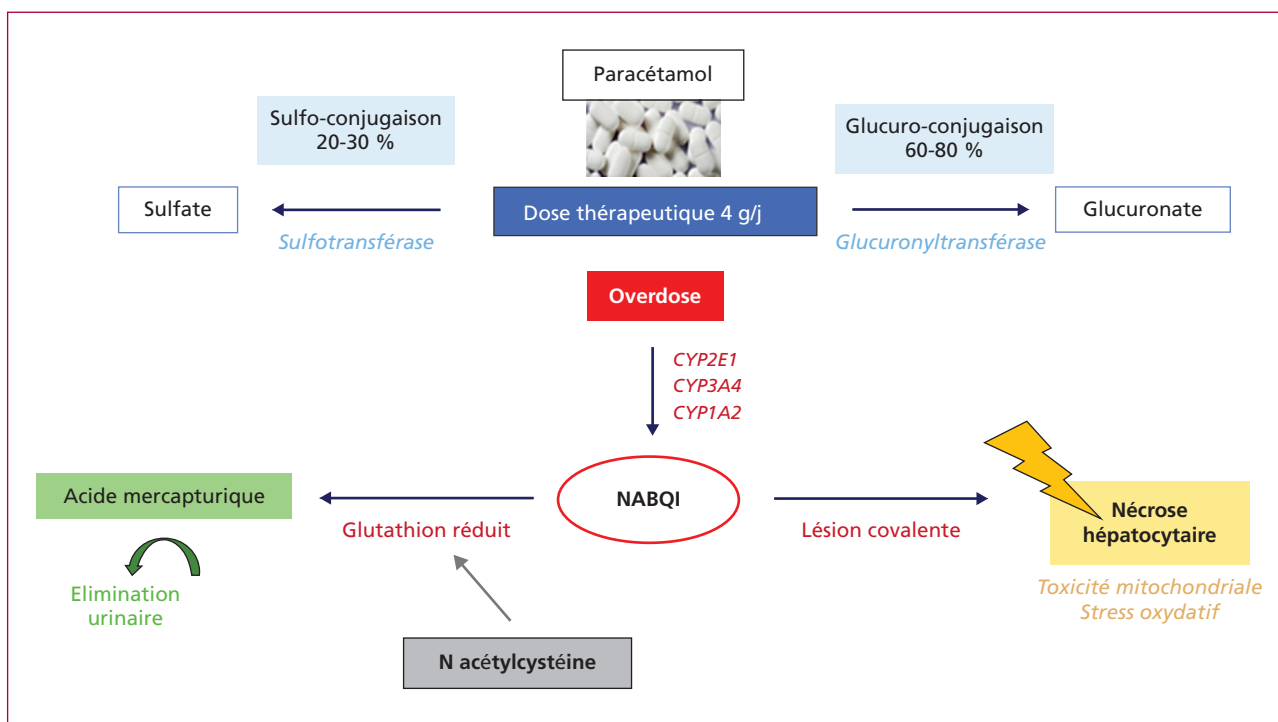 Paracétamol
Sulfo-conjugaison
20-30 %
Glucuro-conjugaison
60-80 %
Sulfate
Dose thérapeutique 4 g/j
Glucuronate
Sulfotransférase
Glucuronyltransférase
Overdose
CYP2E1
CYP3A4
CYP1A2
Acide mercapturique
NABQI
Glutathion réduit
Lésion covalente
Nécrose
hépatocytaire
Elimination
urinaire
Toxicité mitochondriale
Stress oxydatif
N acétylcystéine